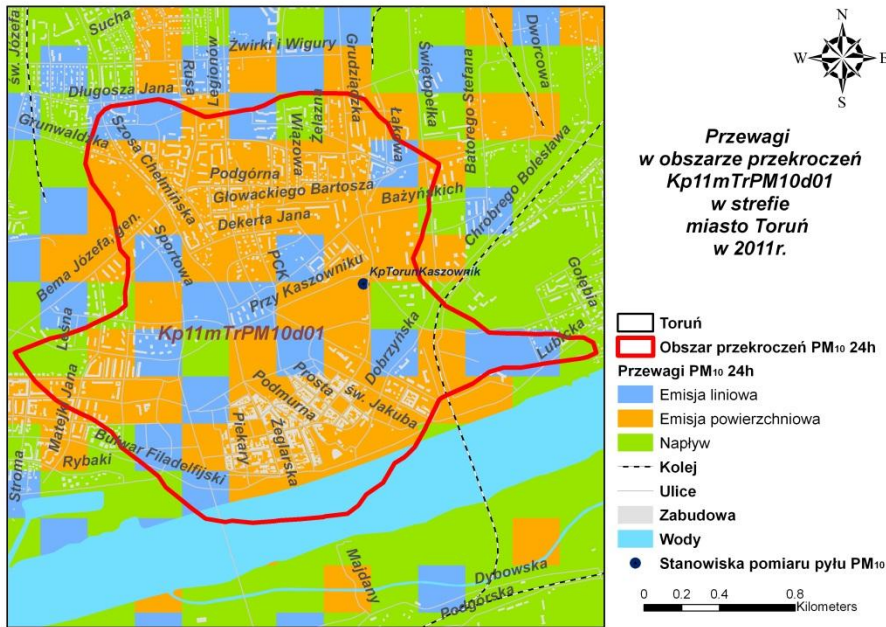 św. Józefa
Sucha
Żwirki i Wigury
Grudziądzka
Świętopełka
Batorego Stefana
Dworcowa
Długosza Jana
Rusa
Legionów
Grunwaldzka
Szosa Chełmińska
Wiązowa
Żelazna
Łąkowa
Podgórna
Głowackiego Bartosza
Bażyńskich
Chrobrego Bolesława
Dekerta Jana
Bema Józefa, gen.
Sportowa
PCK
Przy Kaszowniku
KpTorunKaszownik
Gołębia
Leśna
Kp11mTrPM10d01
Dobrzyńska
Lubicka
Matejki Jana
Podmurna
Prosta
św. Jakuba
Piekary
Żeglarska
Bulwar Filadelfijski
Rybaki
Stroma
Majdany
Dybowska
Podgórska
N
W E
S
Przewagi
w obszarze przekroczeń
Kp11mTrPM10d01
w strefie
miasto Toruń
w 2011r.
Toruń
Obszar przekroczeń PM10 24h
Przewagi PM10 24h
Emisja liniowa
Emisja powierzchniowa
Napływ
Kolej
Ulice
Zabudowa
Wody
Stanowiska pomiaru pyłu PM10
0 0.2 0.4 0.8
Kilometers